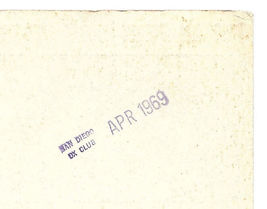 SAN DIEGO
DX CLUB
APR 1969